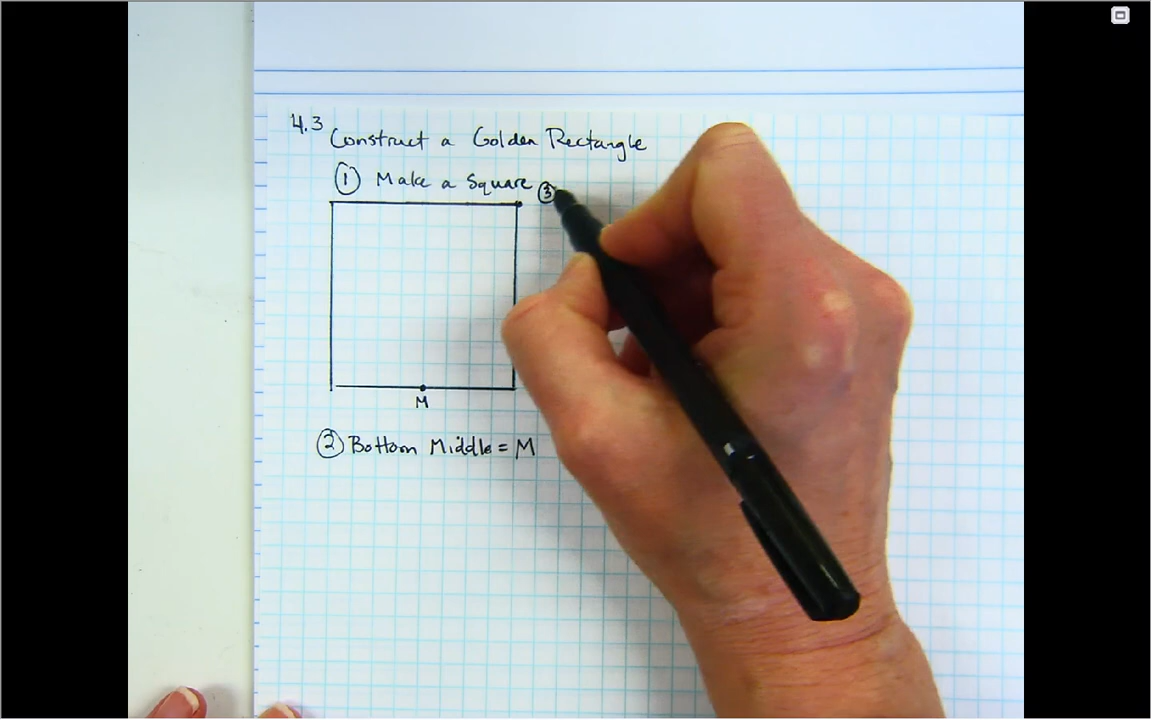 4.3 Construct a Golden Rectangle
① Make a Square ③
M
② Bottom Middle = M